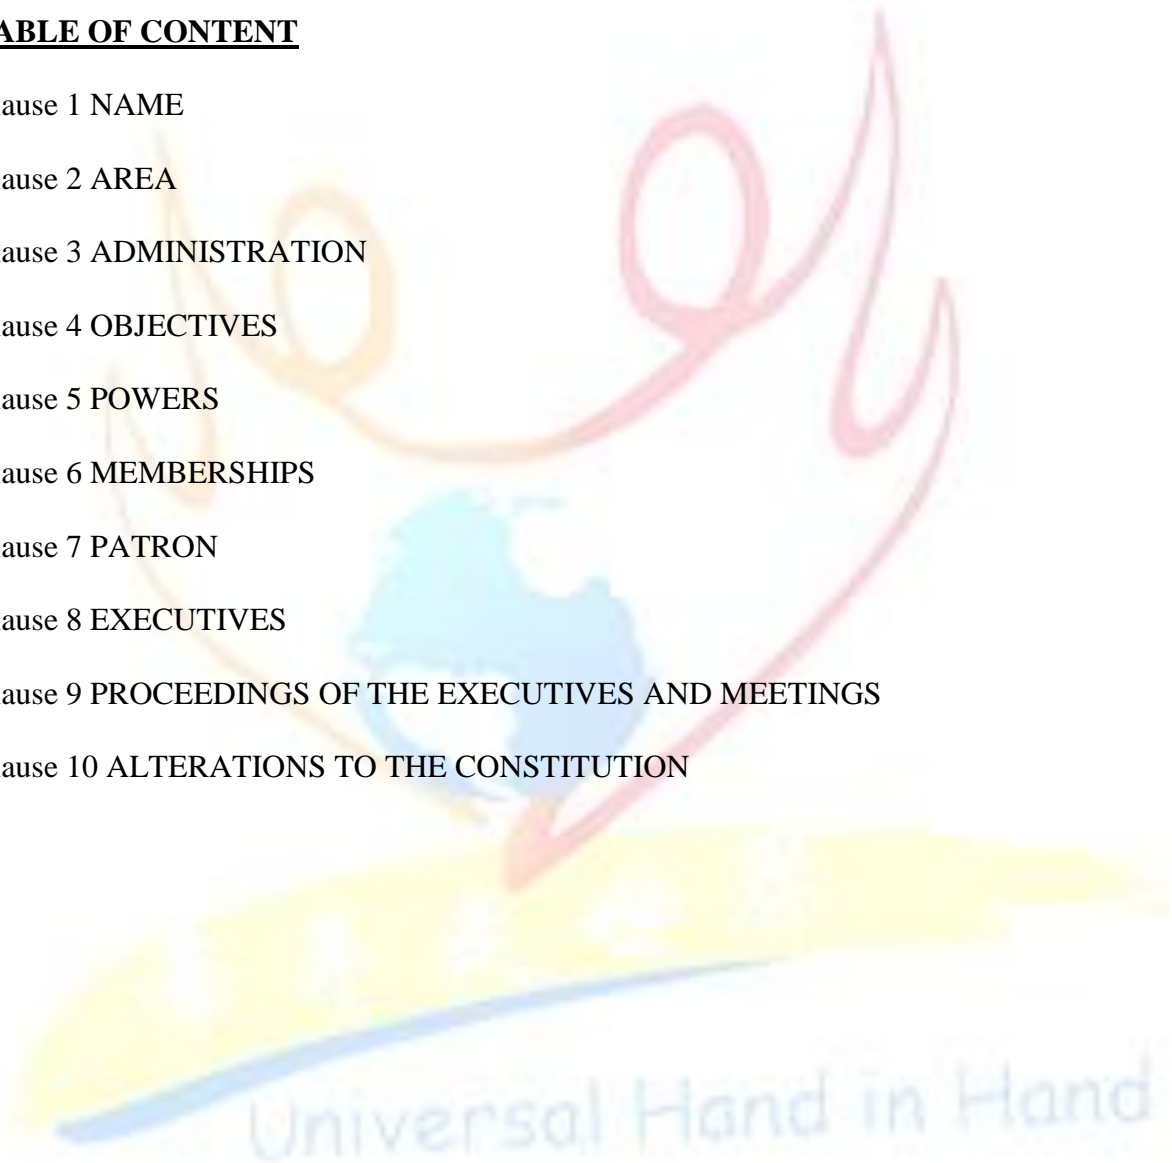 ABLE OF CONTENT
ause 1 NAME
ause 2 AREA
ause 3 ADMINISTRATION
ause 4 OBJECTIVES
ause 5 POWERS
ause 6 MEMBERSHIPS
ause 7 PATRON
ause 8 EXECUTIVES
ause 9 PROCEEDINGS OF THE EXECUTIVES AND MEETINGS
ause 10 ALTERATIONS TO THE CONSTITUTION
Universal Hand in Hand